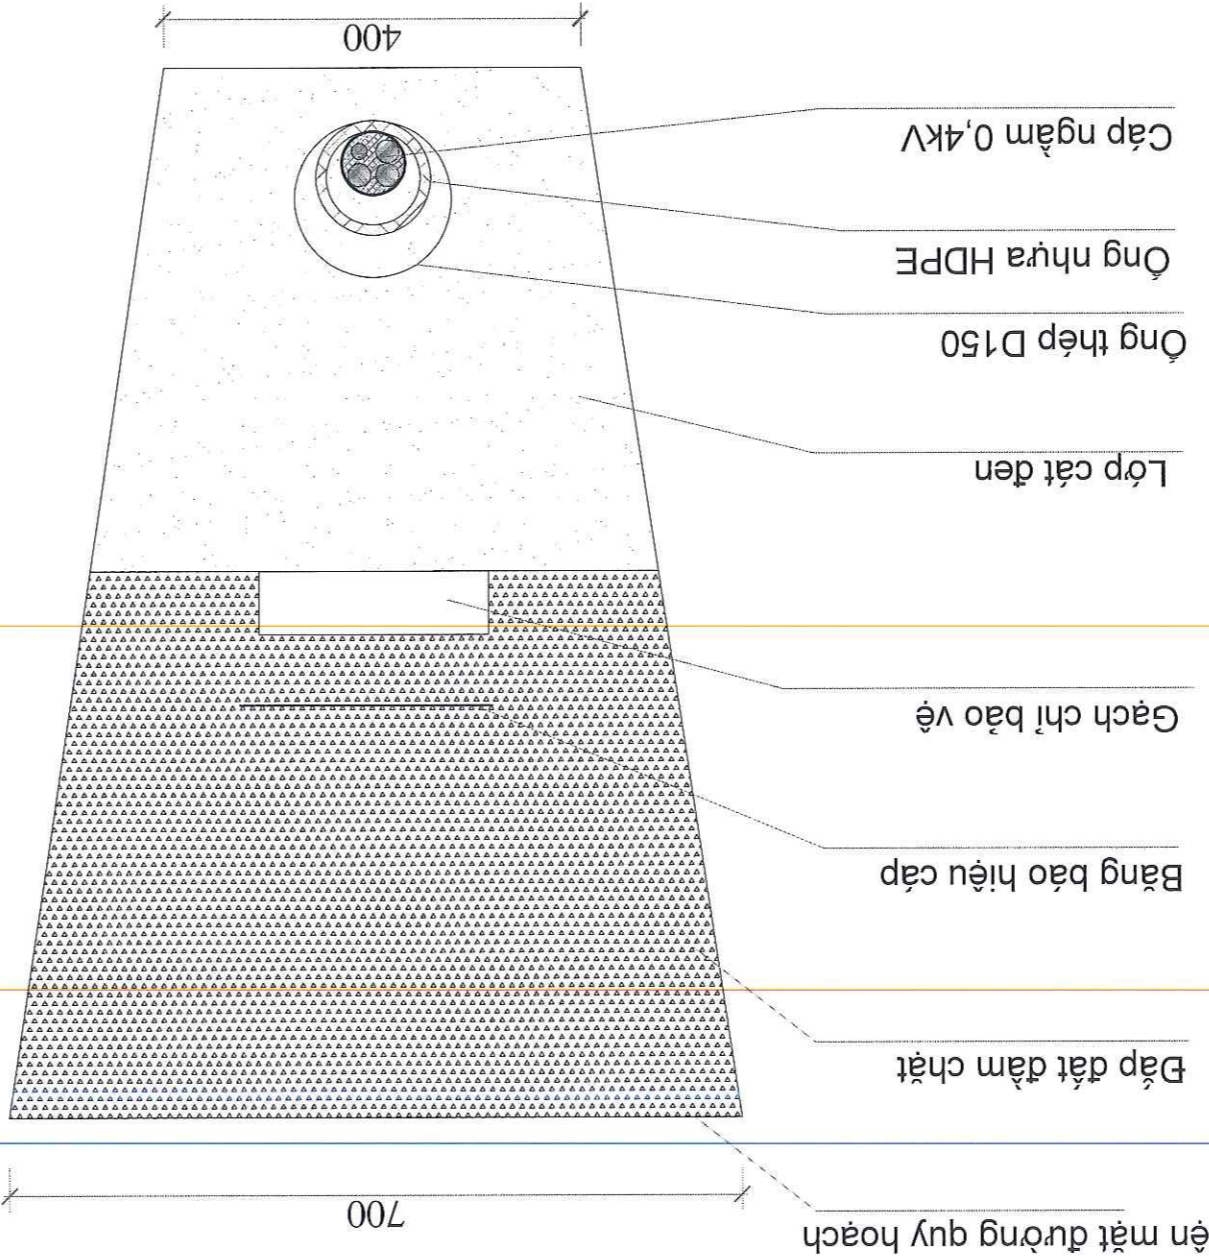 700
ện mặt đường quy hoạch
Đắp đất đầm chặt
Băng báo hiệu cáp
Gạch chỉ bảo vệ
Lớp cát đen
Ống thép D150
Ống nhựa HDPE
Cáp ngầm 0,4kV
400